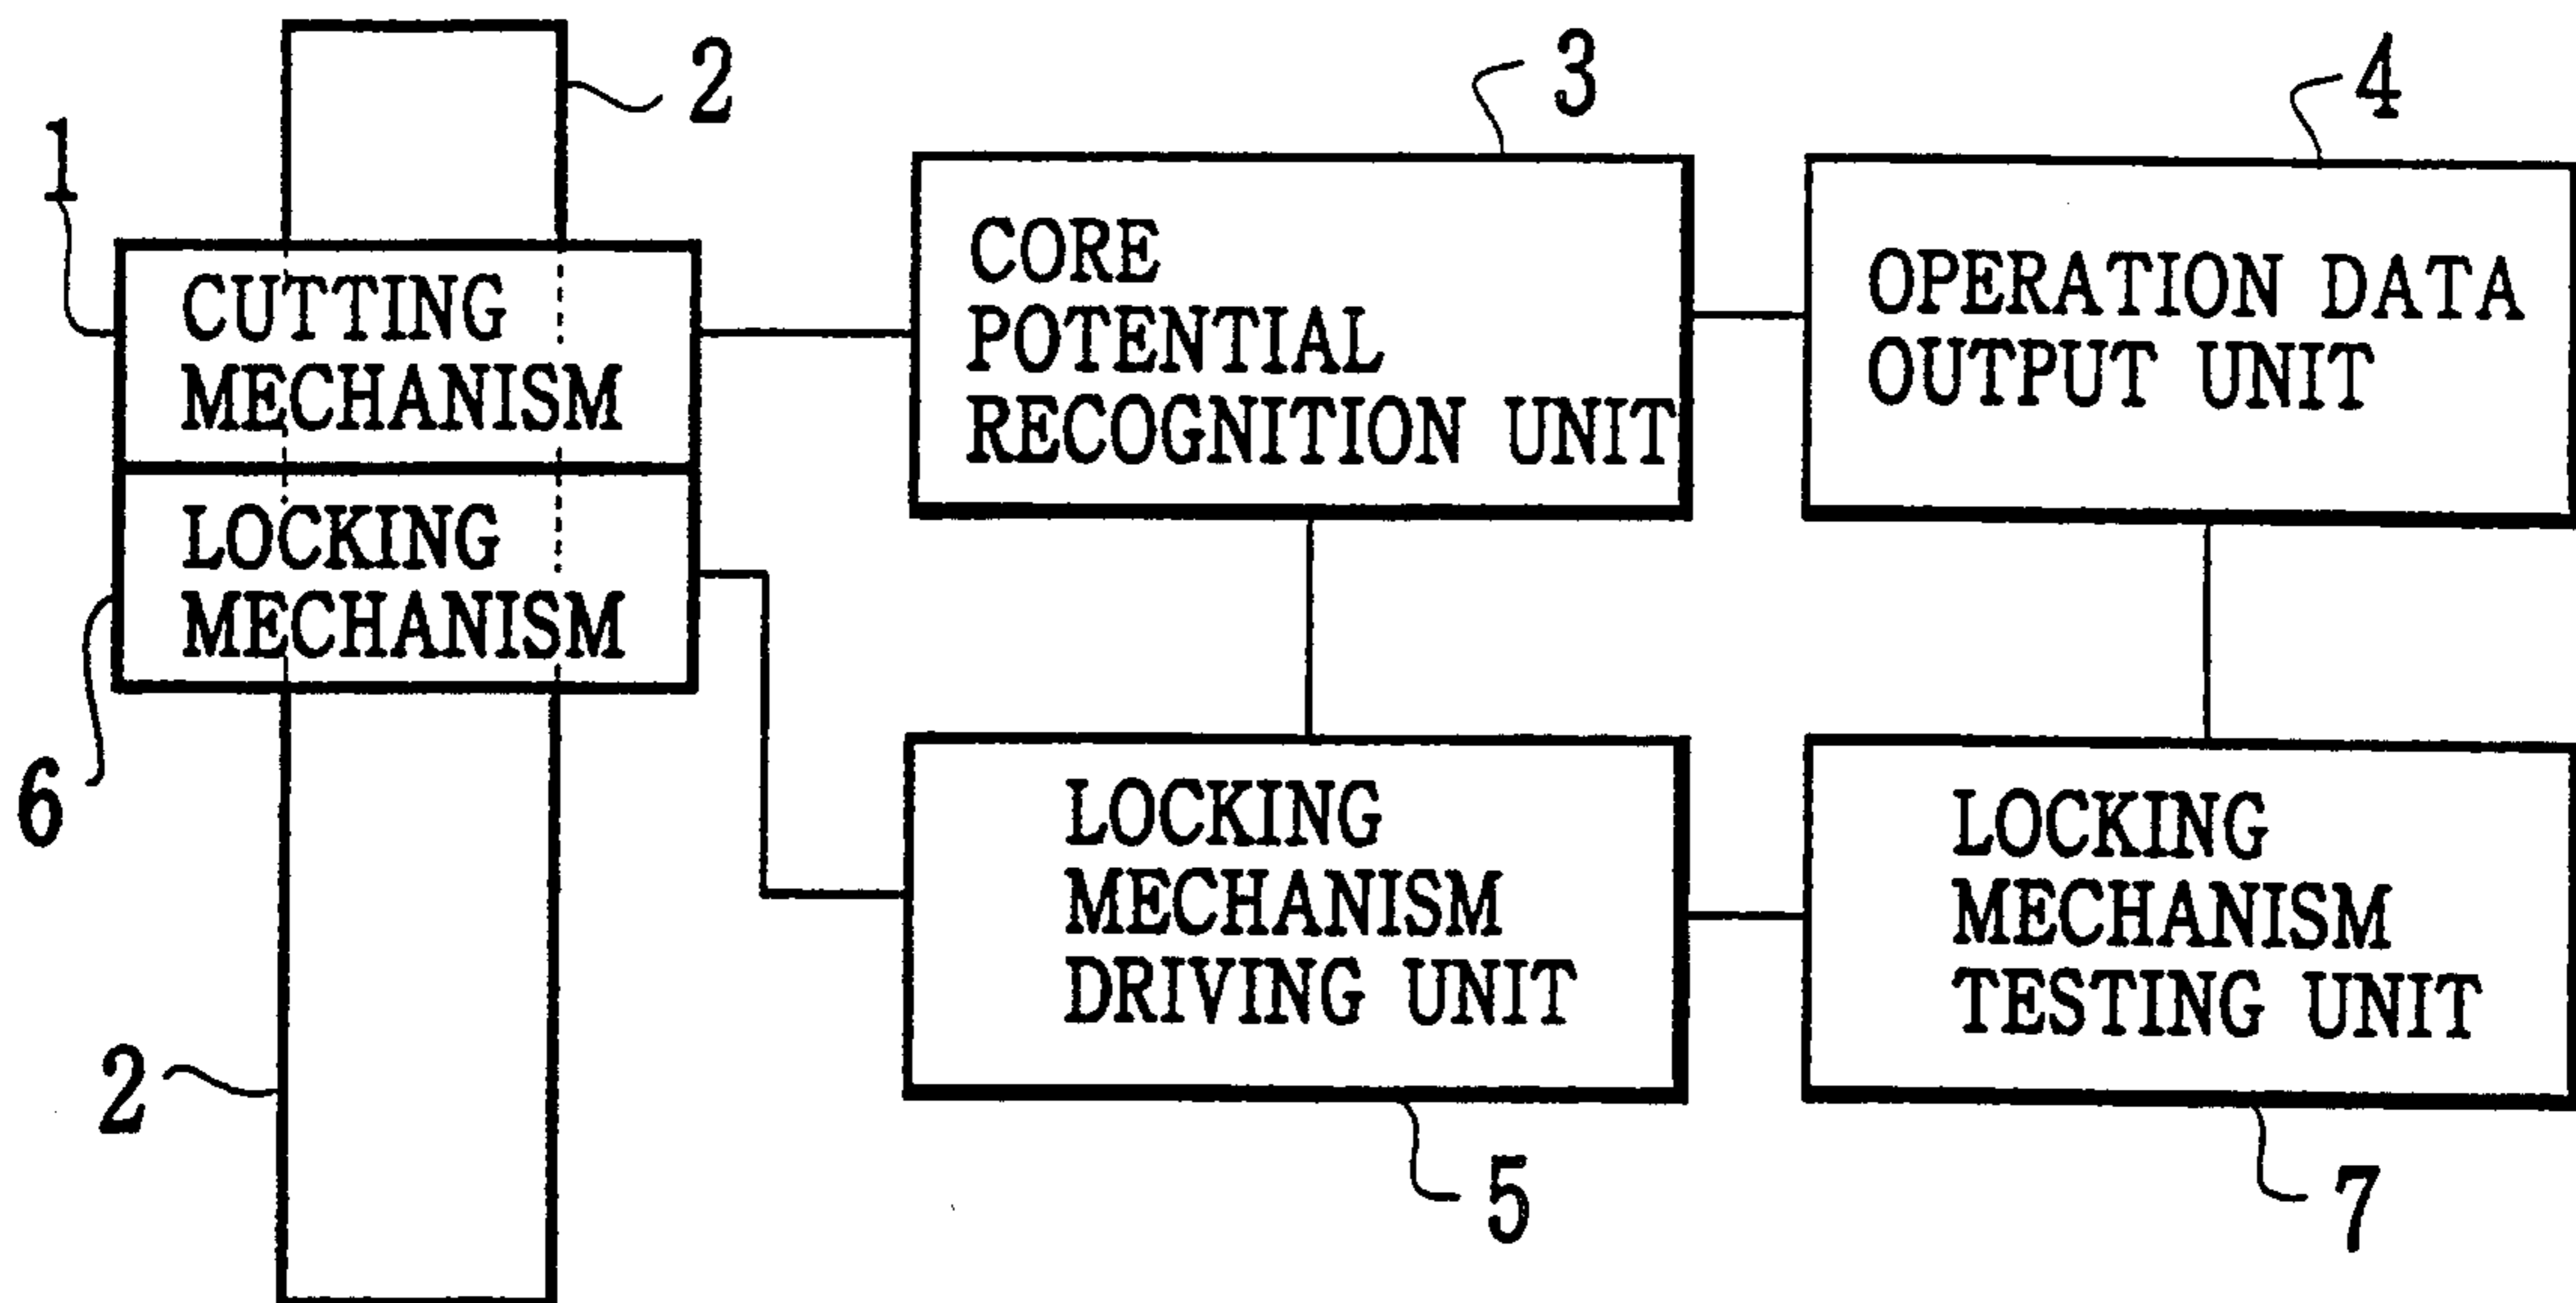 2
3
4
1
CUTTING
MECHANISM
CORE
POTENTIAL
RECOGNITION UNIT
OPERATION DATA
OUTPUT UNIT
LOCKING
MECHANISM
6
LOCKING
MECHANISM
DRIVING UNIT
LOCKING
MECHANISM
TESTING UNIT
2
5
7